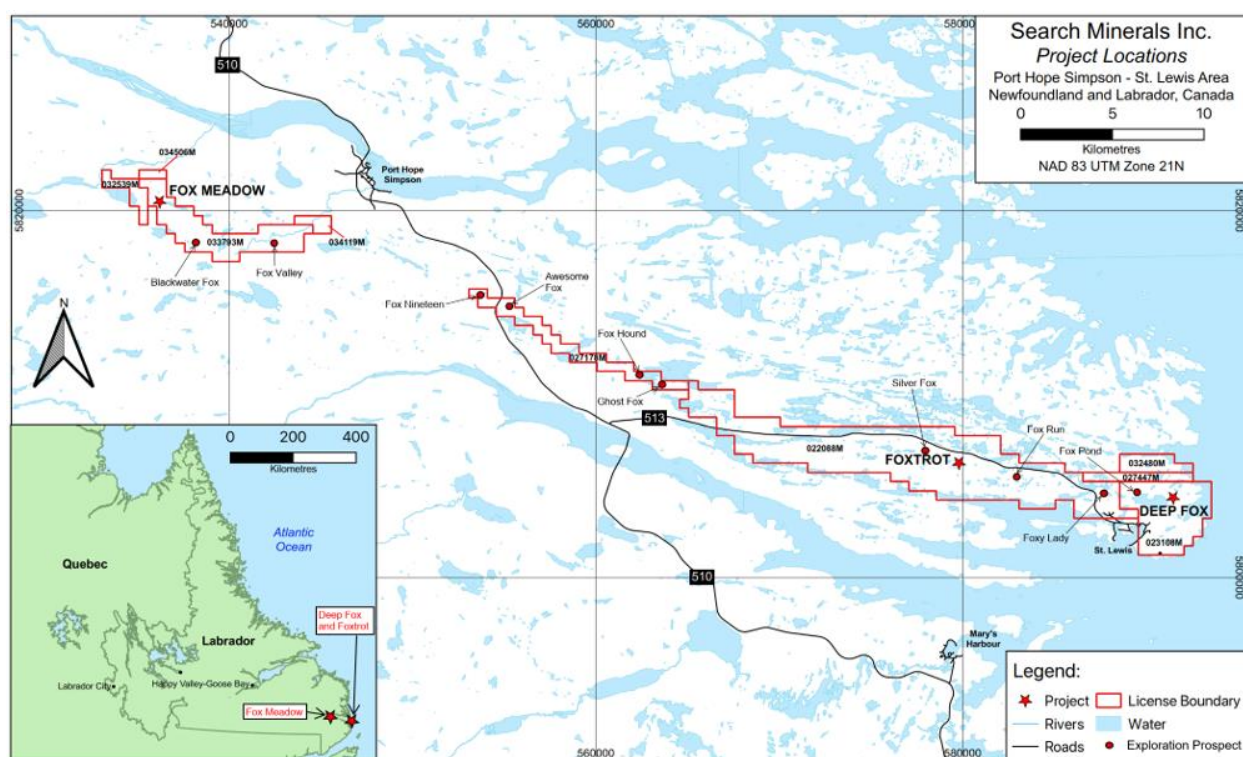 540000
560000
580000
Search Minerals Inc.
Project Locations
Port Hope Simpson - St. Lewis Area
Newfoundland and Labrador, Canada
0 5 10
Kilometres
NAD 83 UTM Zone 21N
510
034506M
032539M
FOX MEADOW
Port Hope
Simpson
5820000
5820000
033793M
034119M
Blackwater Fox
Fox Valley
Fox Nineteen
Awesome
Fox
N
Fox Hound
027178M
Ghost Fox
Silver Fox
513
022088M
FOXTROT
Fox Run
Fox Pond
032480M
027447M
DEEP FOX
Foxy Lady
St. Lewis
023108M
510
5800000
Mary's
Harbour
0 200 400
Kilometres
Atlantic
Ocean
Quebec
Deep Fox
and Foxtrot
Labrador
Labrador City
Happy Valley-Goose Bay
Fox Meadow
Legend:
Project
License Boundary
Rivers
Water
Roads
Exploration Prospect
560000
580000